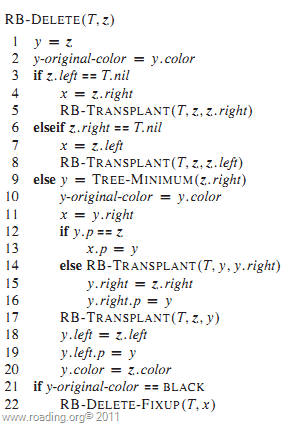 RB-DELETE(T, z)
1 y = z
2 y-original-color = y.color
3 if z.left == T.nil
4 x = z.right
5 RB-TRANSPLANT(T, z, z.right)
6 elseif z.right == T.nil
7 x = z.left
8 RB-TRANSPLANT(T, z, z.left)
9 else y = TREE-MINIMUM(z.right)
10 y-original-color = y.color
11 x = y.right
12 if y.p == z
13 x.p = y
14 else RB-TRANSPLANT(T, y, y.right)
15 y.right = z.right
16 y.right.p = y
17 RB-TRANSPLANT(T, z, y)
18 y.left = z.left
19 y.left.p = y
20 y.color = z.color
21 if y-original-color == BLACK
22 RB-DELETE-FIXUP(T, x)
www.roading.org© 2011